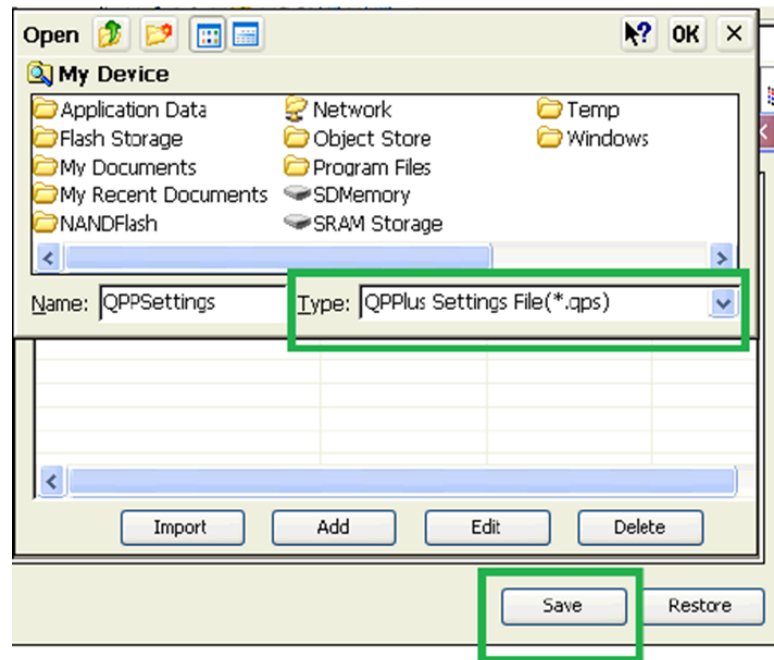 Open ? OK ×
My Device
Application Data Network Temp
Flash Storage Object Store Windows
My Documents Program Files
My Recent Documents SDMemory
NANDFlash SRAM Storage
Name: QPPSettings Type: QPPlus Settings File(*.qps)
Import Add Edit Delete
Save Restore